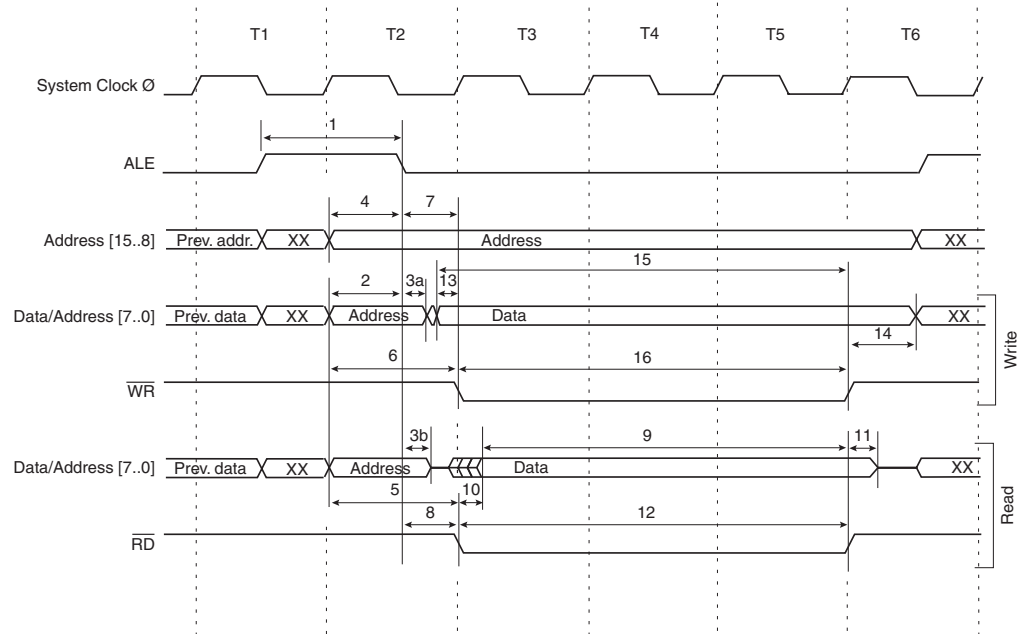 T1 T2 T3 T4 T5 T6
System Clock Ø
1
ALE
4 7
Address [15..8] Prev. addr. XX Address XX
15
2 3a 13
Data/Address [7..0] Prev. data XX Address Data XX
14
6 16
WR
Write
3b 9 11
Data/Address [7..0] Prev. data XX Address Data XX
5 10
8 12
RD
Read